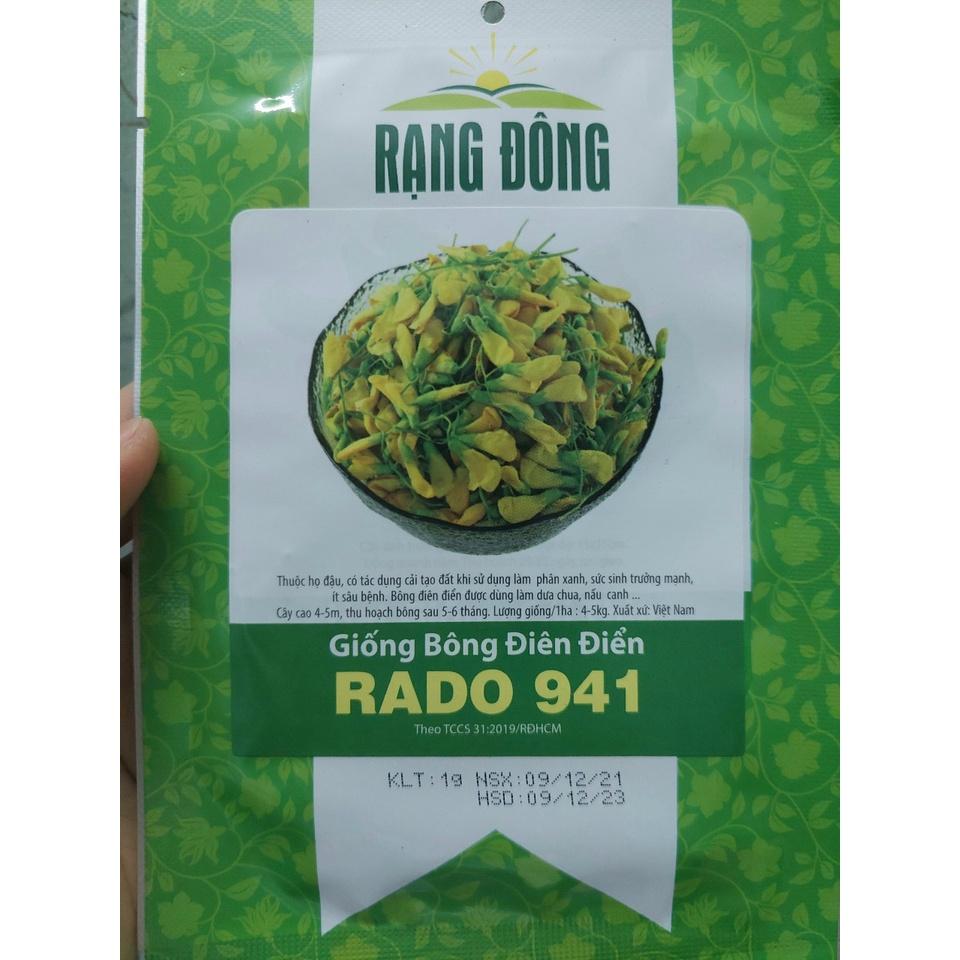 RẠNG ĐÔNG
Thuộc họ đậu, có tác dụng cải tạo đất khi sử dụng làm phân xanh, sức sinh trưởng mạnh,
ít sâu bệnh. Bông điên điển được dùng làm dưa chua, nấu canh ...
Cây cao 4-5m, thu hoạch bông sau 5-6 tháng. Lượng giống/1ha : 4-5kg. Xuất xứ: Việt Nam
Giống Bông Điên Điển
RADO 941
Theo TCCS 31:2019/RĐHCM
KLT:1g NSX:09/12/21
HSD:09/12/23